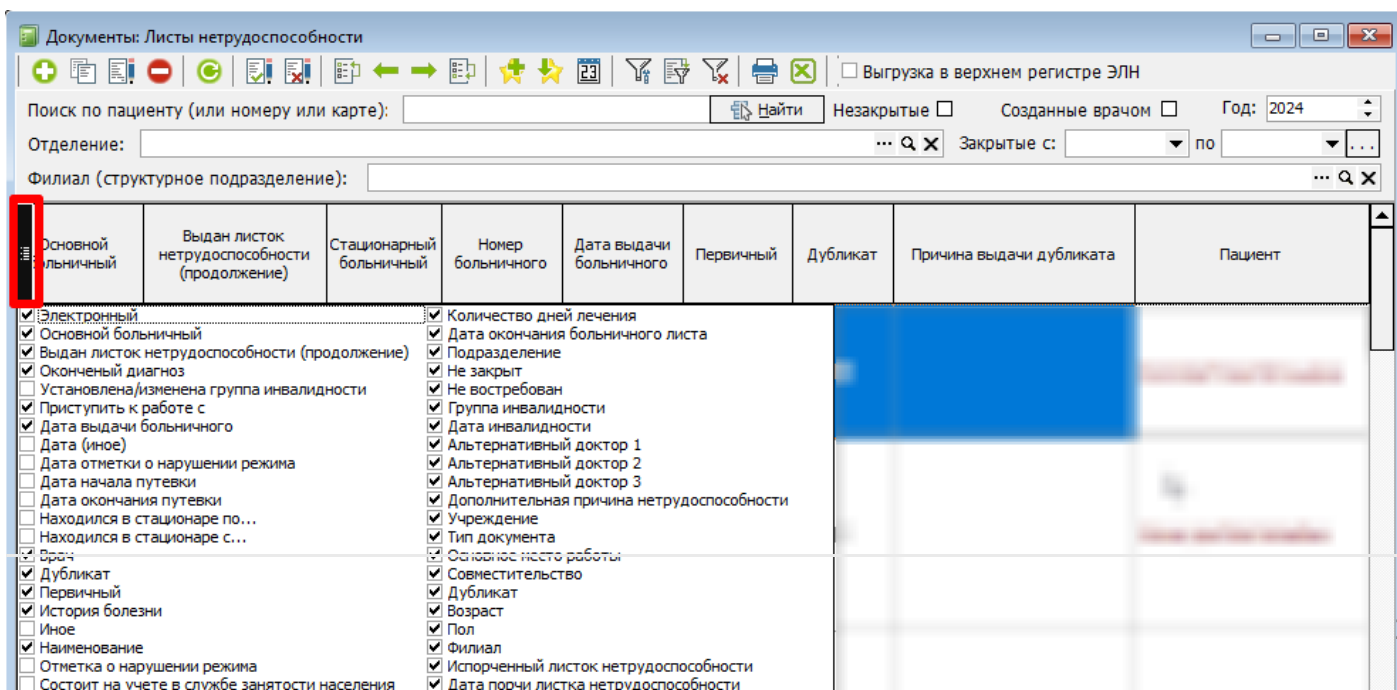 Документы: Листы нетрудоспособности
23
Выгрузка в верхнем регистре ЭЛН
Поиск по пациенту (или номеру или карте): Найти Незакрытые Созданные врачом Год: 2024
Отделение: ... Закрытые с: по ...
Филиал (структурное подразделение): ...
Основной больничный
Выдан листок нетрудоспособности (продолжение)
Стационарный больничный
Номер больничного
Дата выдачи больничного
Первичный
Дубликат
Причина выдачи дубликата
Пациент
Электронный
Основной больничный
Выдан листок нетрудоспособности (продолжение)
Оконченый диагноз
Установлена/изменена группа инвалидности
Приступить к работе с
Дата выдачи больничного
Дата (иное)
Дата отметки о нарушении режима
Дата начала путевки
Дата окончания путевки
Находился в стационаре по...
Находился в стационаре с...
Врач
Дубликат
Первичный
История болезни
Иное
Наименование
Отметка о нарушении режима
Состоит на учете в службе занятости населения
Количество дней лечения
Дата окончания больничного листа
Подразделение
Не закрыт
Не востребован
Группа инвалидности
Дата инвалидности
Альтернативный доктор 1
Альтернативный доктор 2
Альтернативный доктор 3
Дополнительная причина нетрудоспособности
Учреждение
Тип документа
Основное место работы
Совместительство
Дубликат
Возраст
Пол
Филиал
Испорченный листок нетрудоспособности
Дата порчи листка нетрудоспособности